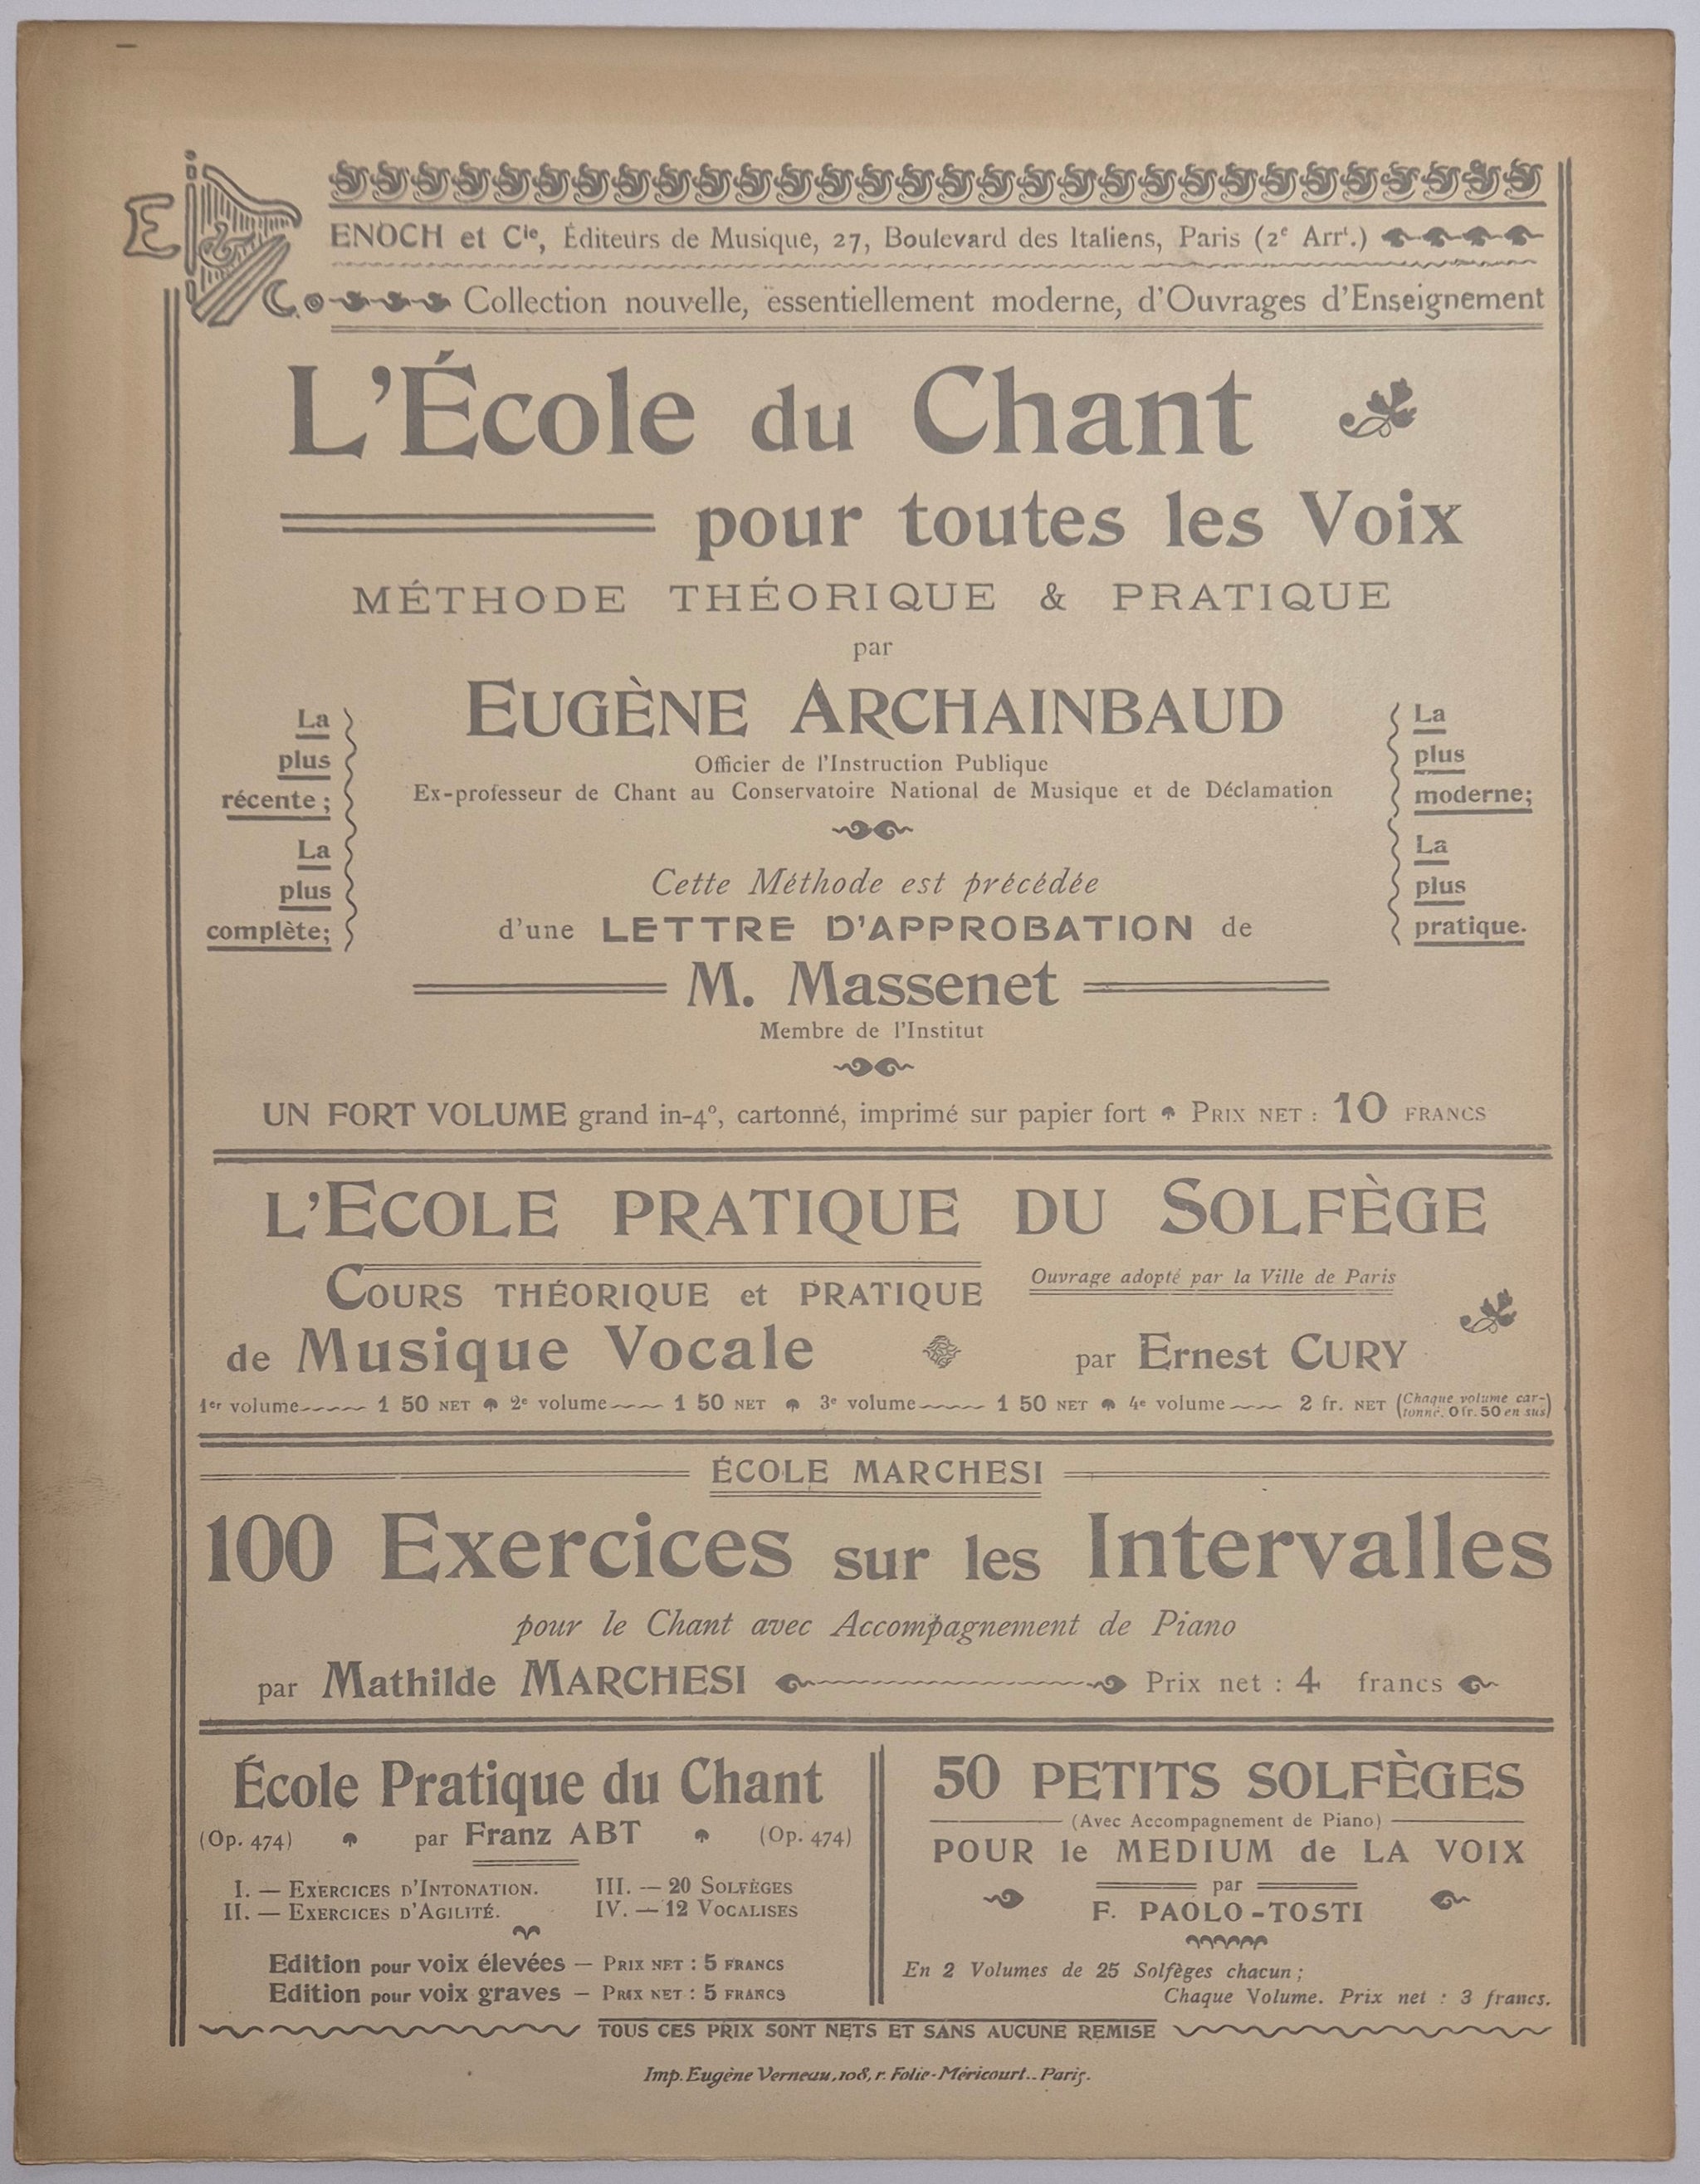 E
C
ENOCH et Cie, Éditeurs de Musique, 27, Boulevard des Italiens, Paris (2e Arrt.)
Collection nouvelle, essentiellement moderne, d'Ouvrages d'Enseignement
L'École du Chant
pour toutes les Voix
MÉTHODE THÉORIQUE & PRATIQUE
par
EUGÈNE ARCHAINBAUD
Officier de l'Instruction Publique
Ex-professeur de Chant au Conservatoire National de Musique et de Déclamation
La
plus
récente;
La
plus
complète;
La
plus
moderne;
La
plus
pratique.
Cette Méthode est précédée
d'une LETTRE D'APPROBATION de
M. Massenet
Membre de l'Institut
UN FORT VOLUME grand in-4o, cartonné, imprimé sur papier fort PRIX NET : 10 FRANCS
L'ECOLE PRATIQUE DU SOLFÈGE
COURS THÉORIQUE et PRATIQUE
Ouvrage adopté par la Ville de Paris
de Musique Vocale par Ernest CURY
1er volume 1 50 NET 2e volume 1 50 NET 3e volume 1 50 NET 4e volume 2 fr. NET (Chaque volume car-
tonné, 0 fr. 50 en sus)
ÉCOLE MARCHESI
100 Exercices sur les Intervalles
pour le Chant avec Accompagnement de Piano
par Mathilde MARCHESI Prix net : 4 francs
École Pratique du Chant
(Op. 474) par Franz ABT (Op. 474)
I. — EXERCICES D'INTONATION. III. — 20 SOLFÈGES
II. — EXERCICES D'AGILITÉ. IV. — 12 VOCALISES
Edition pour voix élevées — PRIX NET : 5 FRANCS
Edition pour voix graves — PRIX NET : 5 FRANCS
50 PETITS SOLFÈGES
(Avec Accompagnement de Piano)
POUR le MEDIUM de LA VOIX
par
F. PAOLO-TOSTI
En 2 Volumes de 25 Solfèges chacun;
Chaque Volume. Prix net : 3 francs.
TOUS CES PRIX SONT NETS ET SANS AUCUNE REMISE
Imp. Eugène Verneau, 108, r. Folie-Méricourt.. Paris.